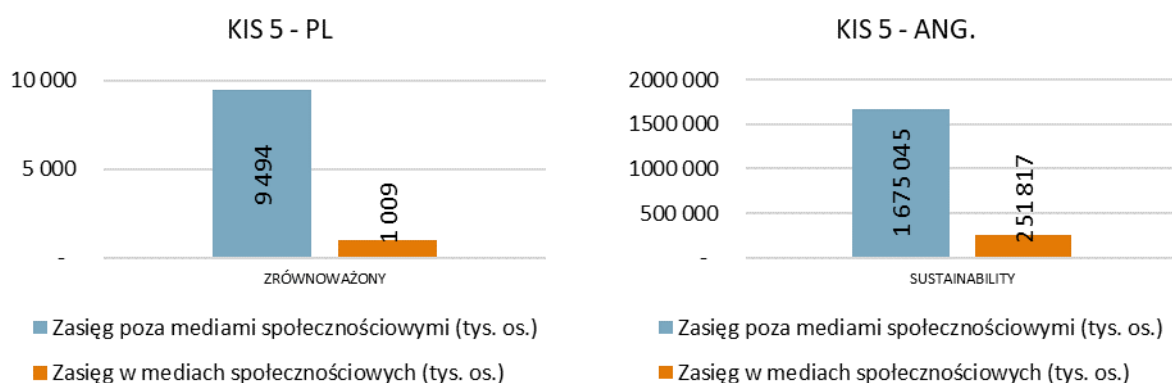 KIS 5 - PL
10 000
5 000
-
9 494
1 009
ZRÓWNOWAŻONY
Zasięg poza mediami społecznościowymi (tys. os.)
Zasięg w mediach społecznościowych (tys. os.)
KIS 5 - ANG.
2000 000
1500 000
1000 000
500 000
-
1 675 045
251 817
SUSTAINABILITY
Zasięg poza mediami społecznościowymi (tys. os.)
Zasięg w mediach społecznościowych (tys. os.)